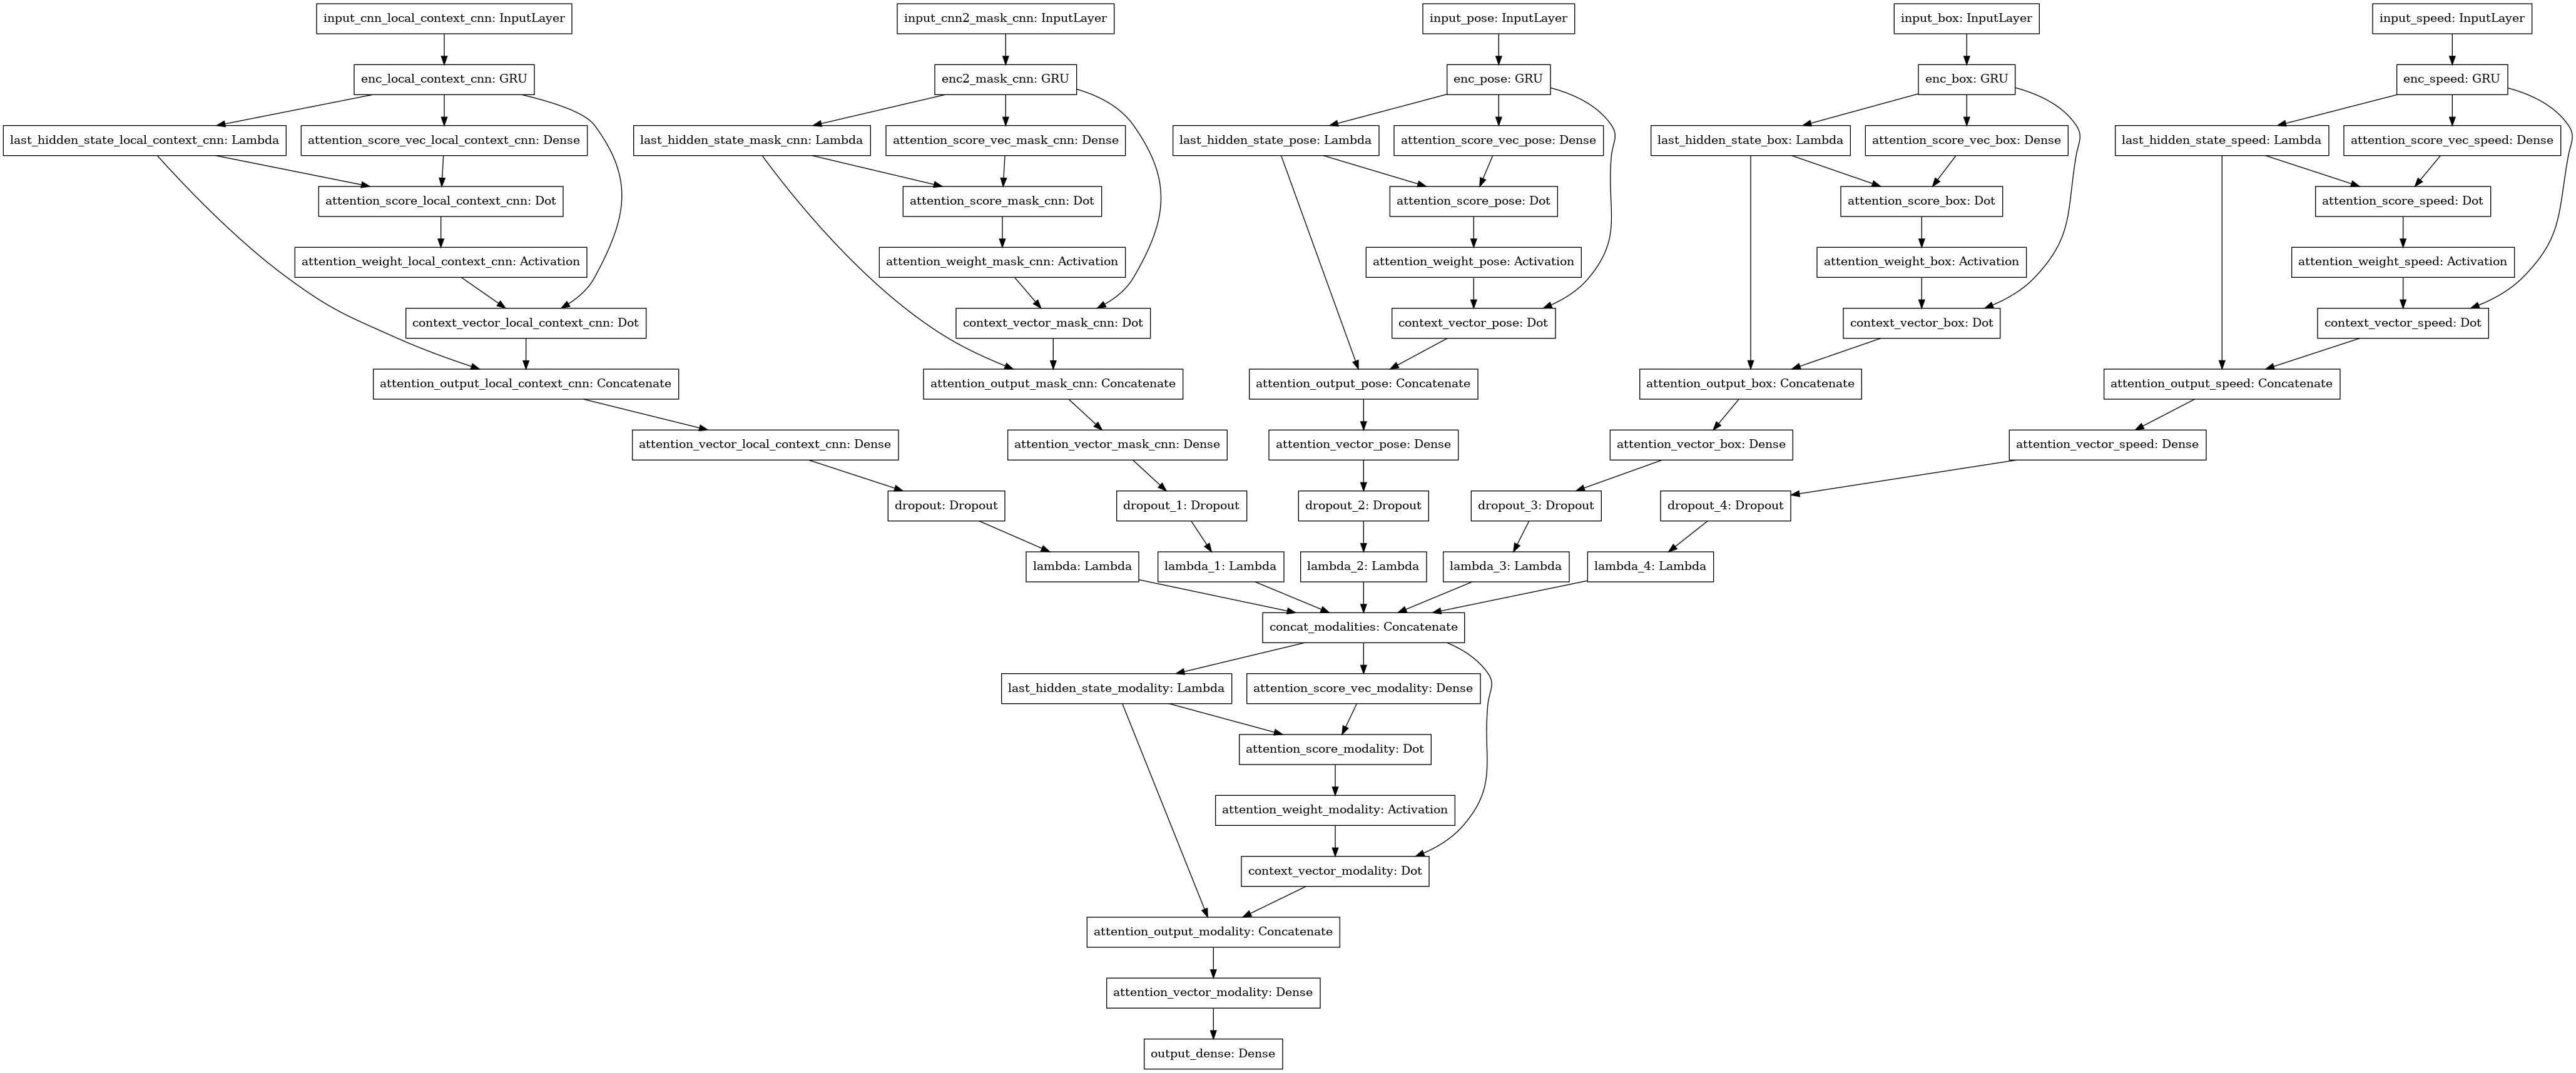 input_cnn_local_context_cnn: InputLayer
input_cnn2_mask_cnn: InputLayer
input_pose: InputLayer
input_box: InputLayer
input_speed: InputLayer
enc_local_context_cnn: GRU
enc2_mask_cnn: GRU
enc_pose: GRU
enc_box: GRU
enc_speed: GRU
last_hidden_state_local_context_cnn: Lambda
attention_score_vec_local_context_cnn: Dense
last_hidden_state_mask_cnn: Lambda
attention_score_vec_mask_cnn: Dense
last_hidden_state_pose: Lambda
attention_score_vec_pose: Dense
last_hidden_state_box: Lambda
attention_score_vec_box: Dense
last_hidden_state_speed: Lambda
attention_score_vec_speed: Dense
attention_score_local_context_cnn: Dot
attention_score_mask_cnn: Dot
attention_score_pose: Dot
attention_score_box: Dot
attention_score_speed: Dot
attention_weight_local_context_cnn: Activation
attention_weight_mask_cnn: Activation
attention_weight_pose: Activation
attention_weight_box: Activation
attention_weight_speed: Activation
context_vector_local_context_cnn: Dot
context_vector_mask_cnn: Dot
context_vector_pose: Dot
context_vector_box: Dot
context_vector_speed: Dot
attention_output_local_context_cnn: Concatenate
attention_output_mask_cnn: Concatenate
attention_output_pose: Concatenate
attention_output_box: Concatenate
attention_output_speed: Concatenate
attention_vector_local_context_cnn: Dense
attention_vector_mask_cnn: Dense
attention_vector_pose: Dense
attention_vector_box: Dense
attention_vector_speed: Dense
dropout: Dropout
dropout_1: Dropout
dropout_2: Dropout
dropout_3: Dropout
dropout_4: Dropout
lambda: Lambda
lambda_1: Lambda
lambda_2: Lambda
lambda_3: Lambda
lambda_4: Lambda
concat_modalities: Concatenate
last_hidden_state_modality: Lambda
attention_score_vec_modality: Dense
attention_score_modality: Dot
attention_weight_modality: Activation
context_vector_modality: Dot
attention_output_modality: Concatenate
attention_vector_modality: Dense
output_dense: Dense